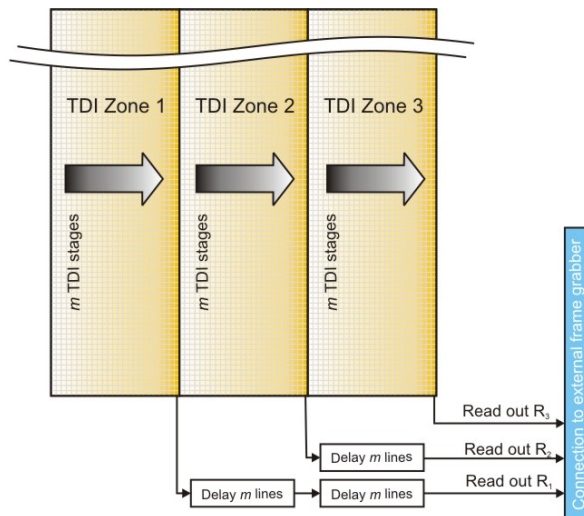 TDI Zone 1
TDI Zone 2
TDI Zone 3
m TDI stages
m TDI stages
m TDI stages
Connection to external frame grabber
Read out R3
Delay m lines
Read out R2
Delay m lines
Delay m lines
Read out R1